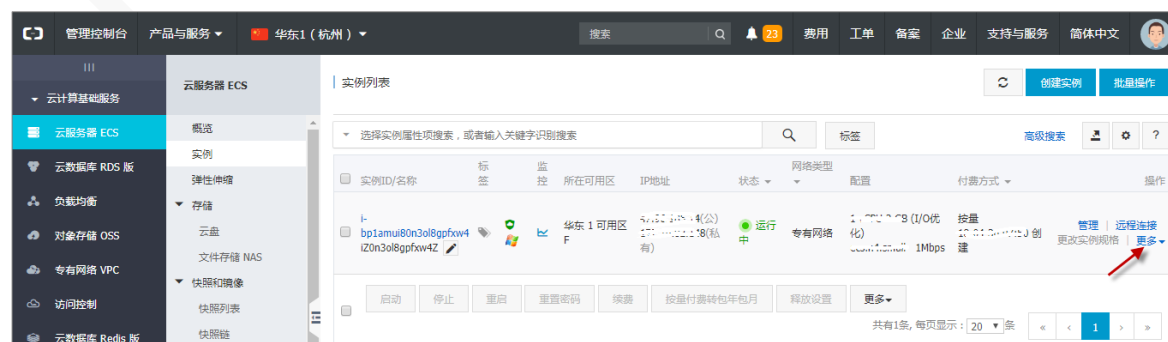 管理控制台 产品与服务 华东1（杭州） 搜索 23 费用 工单 备案 企业 支持与服务 简体中文
云计算基础服务
云服务器 ECS
云数据库 RDS 版
负载均衡
对象存储 OSS
专有网络 VPC
访问控制
云数据库 Redis 版
云服务器 ECS
概览
实例
弹性伸缩
存储
云盘
文件存储 NAS
快照和镜像
快照列表
快照链
实例列表 创建实例 批量操作
选择实例属性项搜索，或者输入关键字识别搜索 标签 高级搜索 ?
实例ID/名称 标签 监控 所在可用区 IP地址 状态 网络类型 配置 付费方式 操作
i-
bp1amui80n3ol8gpfxw4
iZ0n3ol8gpfxw4Z
华东 1 可用区
F
4(公)
8(私
有)
运行
中
专有网络
GB (I/O优
化)
1Mbps
按量
创
建
管理 | 远程连接
更改实例规格 | 更多
启动 停止 重启 重置密码 续费 按量付费转包年包月 释放设置 更多
共有1条, 每页显示：20 条 « ‹ 1 › »